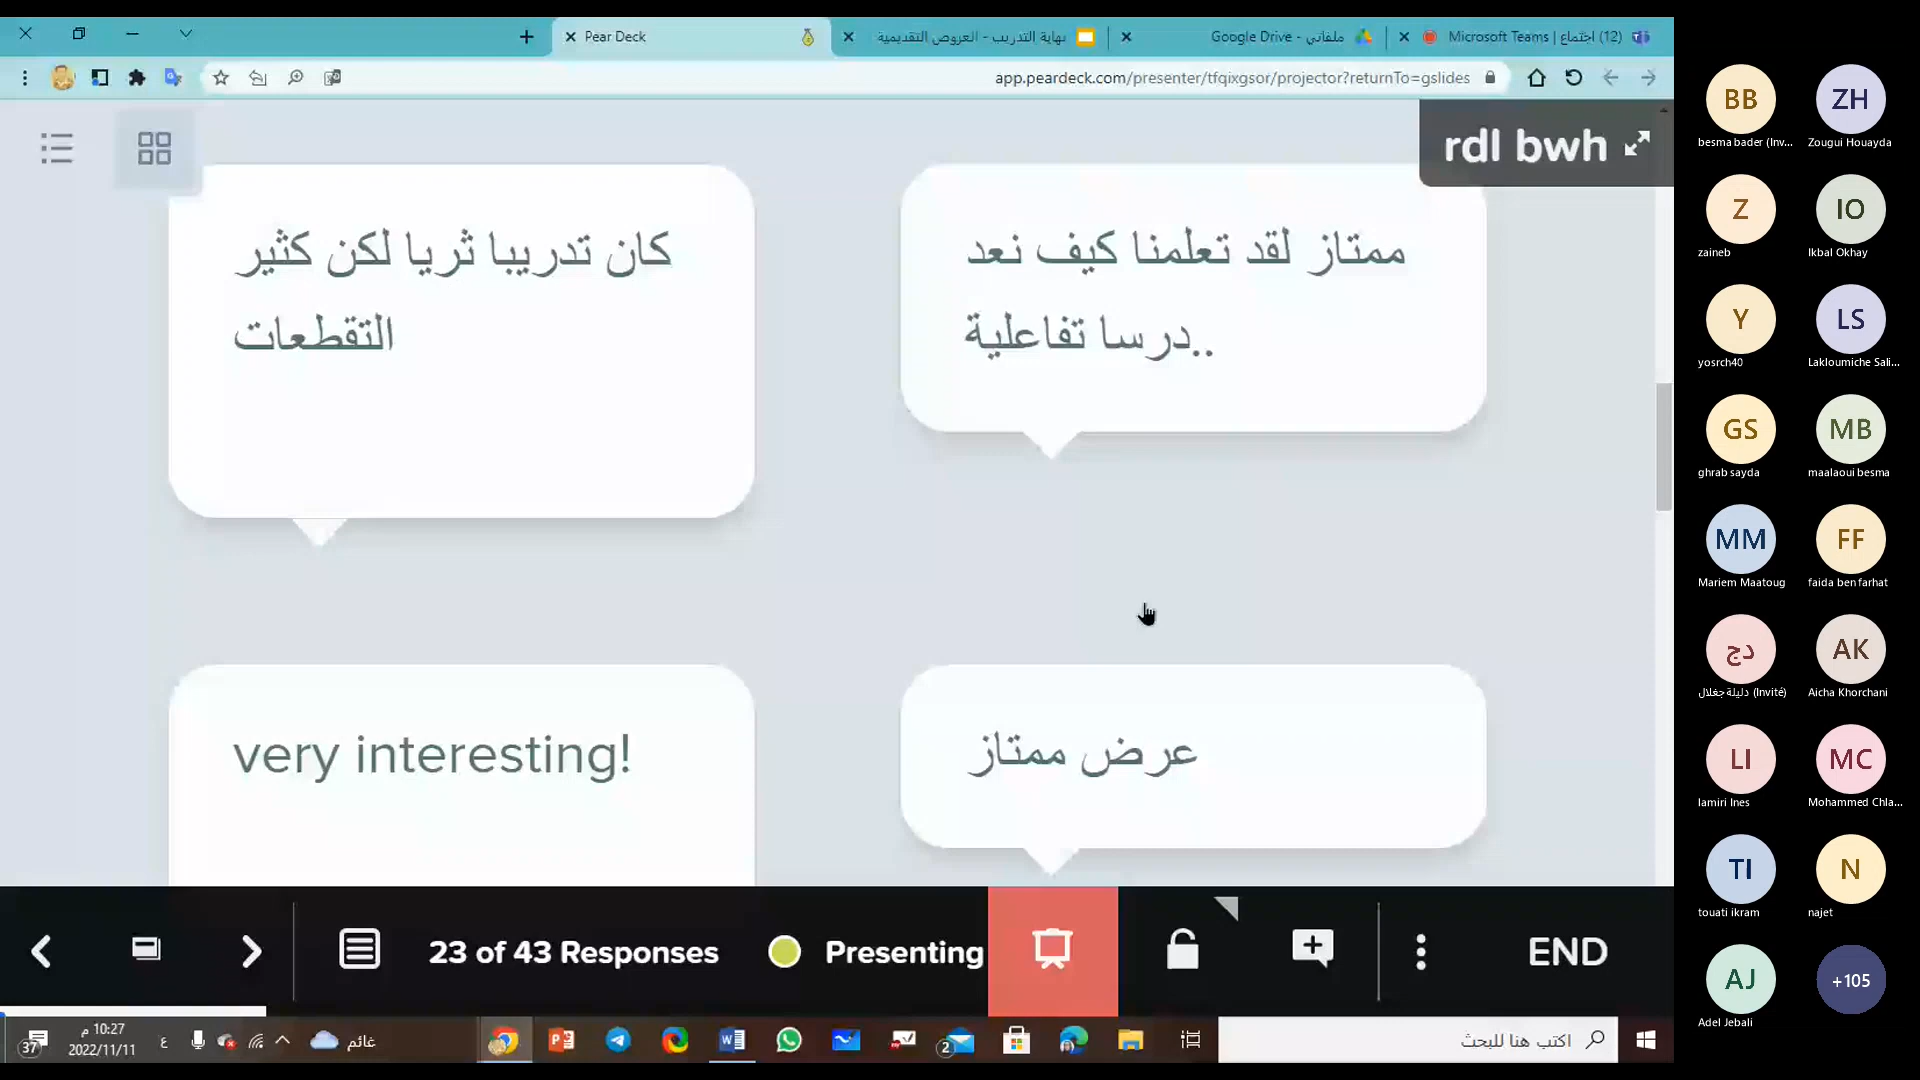 Pear Deck
نهاية التدريب - العروض التقديمية
ملفاتي - Google Drive
(12) اجتماع | Microsoft Teams
app.peardeck.com/presenter/tfqixgsor/projector?returnTo=gslides
rdl bwh
كان تدريبا ثريا لكن كثير
التقطعات
ممتاز لقد تعلمنا كيف نعد
درسا تفاعلية..
very interesting!
عرض ممتاز
23 of 43 Responses
Presenting
END
37
10:27 م
2022/11/11
ع
غائم
2
اكتب هنا للبحث
BB
besma bader (Inv...
ZH
Zougui Houayda
Z
zaineb
IO
Ikbal Okhay
Y
yosrch40
LS
Lakloumiche Sali...
GS
ghrab sayda
MB
maalaoui besma
MM
Mariem Maatoug
FF
faida ben farhat
دج
دليلة جغلال (Invité)
AK
Aicha Khorchani
LI
lamiri Ines
MC
Mohammed Chla...
TI
touati ikram
N
najet
AJ
Adel Jebali
+105